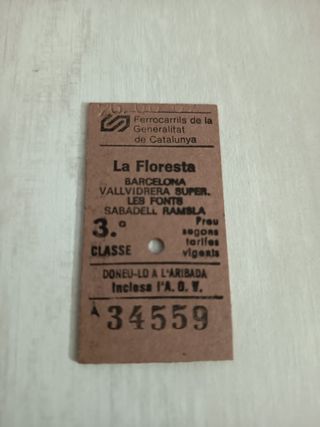 Ferrocarrils de la
Generalitat
de Catalunya
La Floresta
BARCELONA
VALLVIDRERA SUPER.
LES FONTS
SABADELL RAMBLA
3.ª
CLASSE
Preu
segons
tarifes
vigents
DONEU-LO A L'ARIBADA
Inclosa l'A. O. V.
A 34559